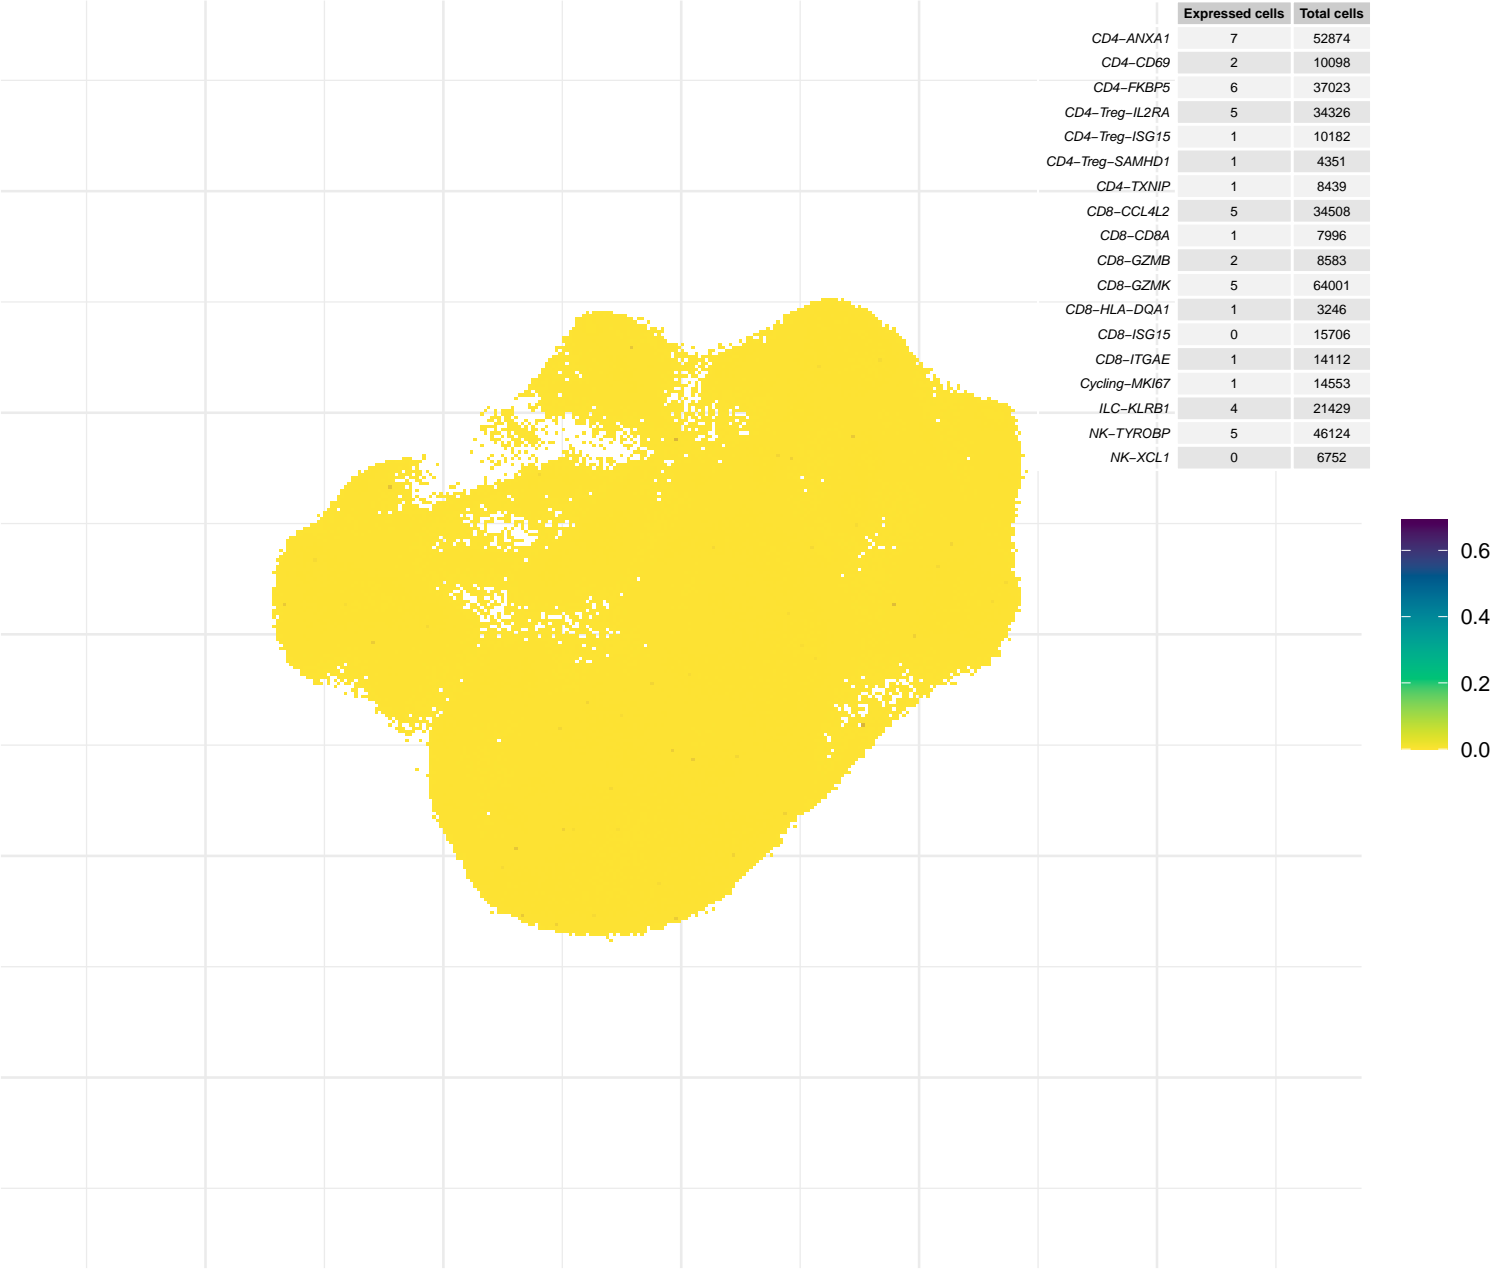 Expressed cells Total cells
CD4−ANXA1 7 52874
CD4−CD69 2 10098
CD4−FKBP5 6 37023
CD4−Treg−IL2RA 5 34326
CD4−Treg−ISG15 1 10182
CD4−Treg−SAMHD1 1 4351
CD4−TXNIP 1 8439
CD8−CCL4L2 5 34508
CD8−CD8A 1 7996
CD8−GZMB 2 8583
CD8−GZMK 5 64001
CD8−HLA−DQA1 1 3246
CD8−ISG15 0 15706
CD8−ITGAE 1 14112
Cycling−MKI67 1 14553
ILC−KLRB1 4 21429
NK−TYROBP 5 46124
NK−XCL1 0 6752
0.6
0.4
0.2
0.0